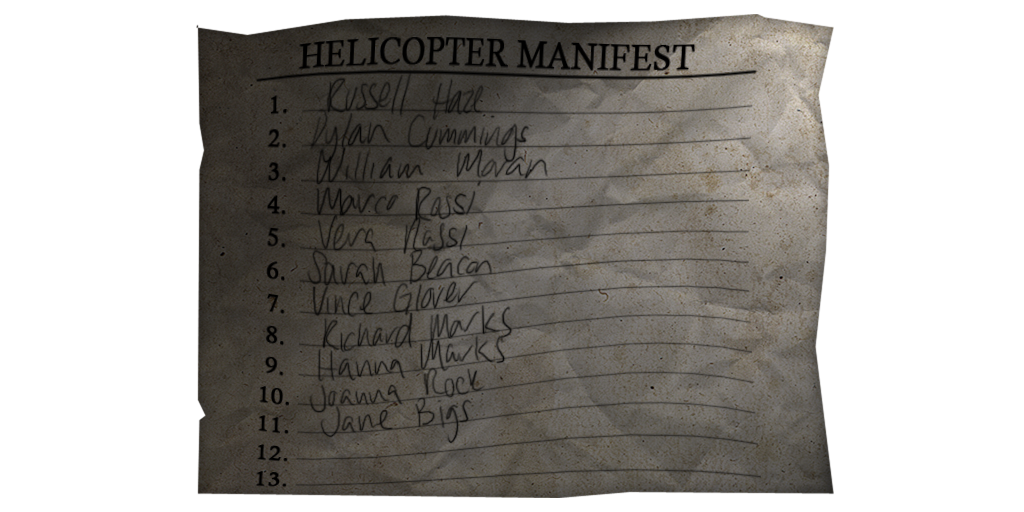 HELICOPTER MANIFEST
1. Russell Haze
2. Dylan Cummings
3. William Moran
4. Marco Rossi
5. Vera Rossi
6. Sarah Beacon
7. Vince Glover
8. Richard Marks
9. Hanna Marks
10. Joanna Rock
11. Jane Bigs
12.
13.